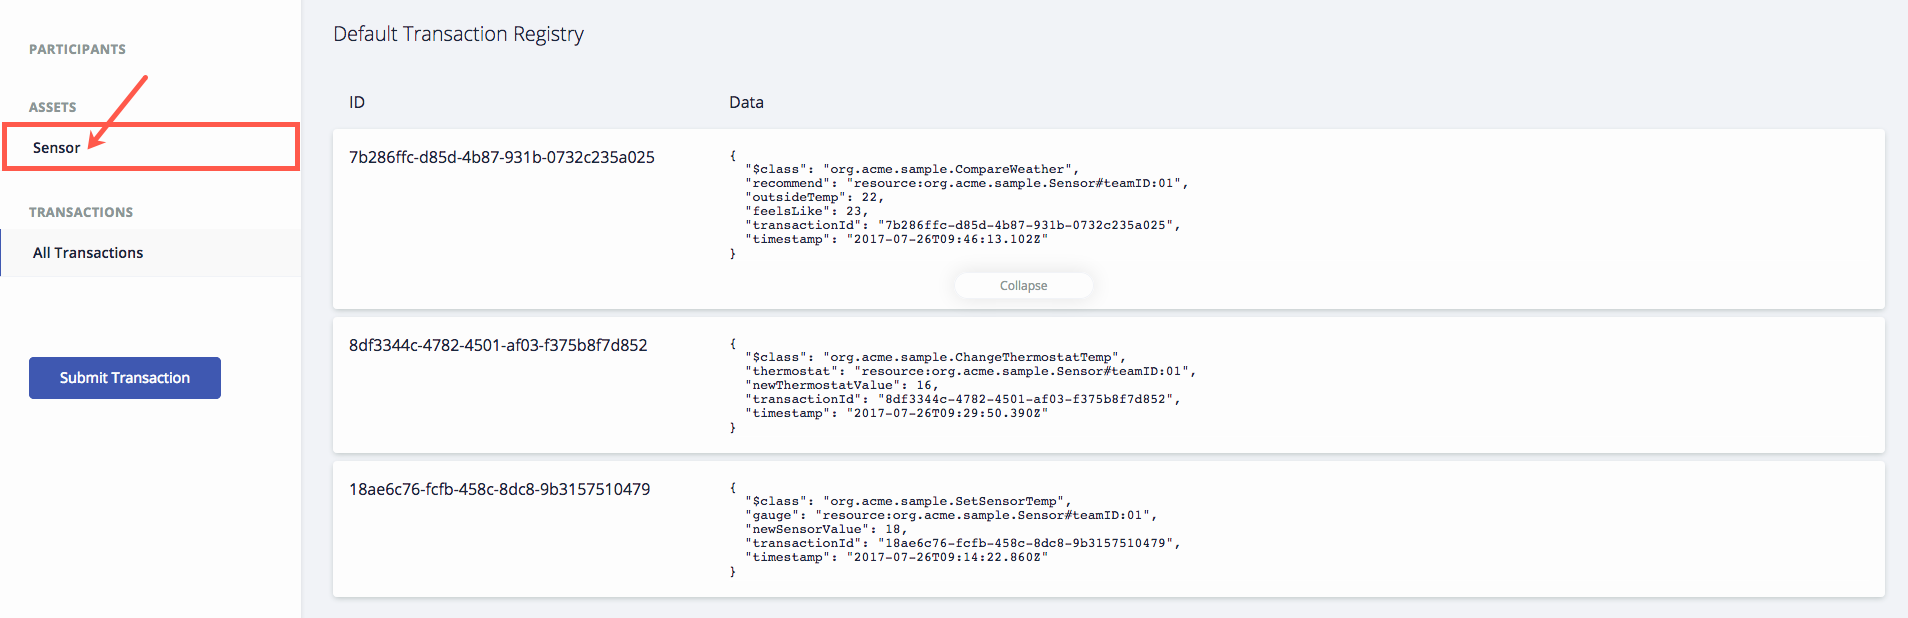 PARTICIPANTS
ASSETS
Sensor
TRANSACTIONS
All Transactions
Submit Transaction
Default Transaction Registry
ID Data
7b286ffc-d85d-4b87-931b-0732c235a025
{
"$class": "org.acme.sample.CompareWeather",
"recommend": "resource:org.acme.sample.Sensor#teamID:01",
"outsideTemp": 22,
"feelsLike": 23,
"transactionId": "7b286ffc-d85d-4b87-931b-0732c235a025",
"timestamp": "2017-07-26T09:46:13.102Z"
}
Collapse
8df3344c-4782-4501-af03-f375b8f7d852
{
"$class": "org.acme.sample.ChangeThermostatTemp",
"thermostat": "resource:org.acme.sample.Sensor#teamID:01",
"newThermostatValue": 16,
"transactionId": "8df3344c-4782-4501-af03-f375b8f7d852",
"timestamp": "2017-07-26T09:29:50.390Z"
}
18ae6c76-fcfb-458c-8dc8-9b3157510479
{
"$class": "org.acme.sample.SetSensorTemp",
"gauge": "resource:org.acme.sample.Sensor#teamID:01",
"newSensorValue": 18,
"transactionId": "18ae6c76-fcfb-458c-8dc8-9b3157510479",
"timestamp": "2017-07-26T09:14:22.860Z"
}